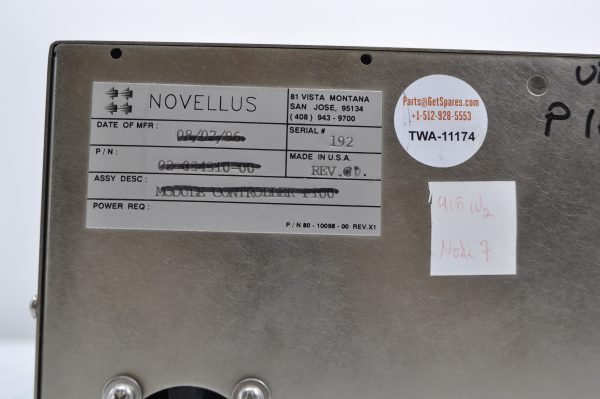 NOVELLUS
81 VISTA MONTANA
SAN JOSE, 95134
(408) 943 - 9700
DATE OF MFR : 08/07/96
SERIAL # 192
P / N : 02-034310-00
MADE IN U.S.A.
REV.
ASSY DESC : MODULE CONTROLLER P100
POWER REQ :
P / N 80 - 10098 - 00 REV.X1
Parts@GetSpares.com
+1-512-928-5553
TWA-11174
Node 7